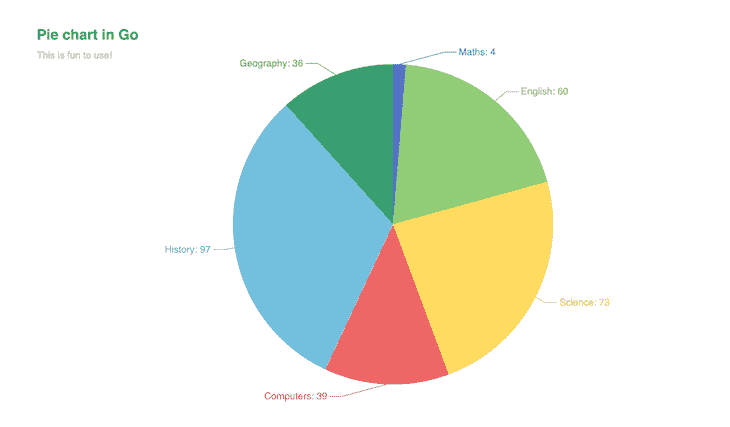 Pie chart in Go
This is fun to use!
Maths: 4
Geography: 36
English: 60
History: 97
Science: 73
Computers: 39